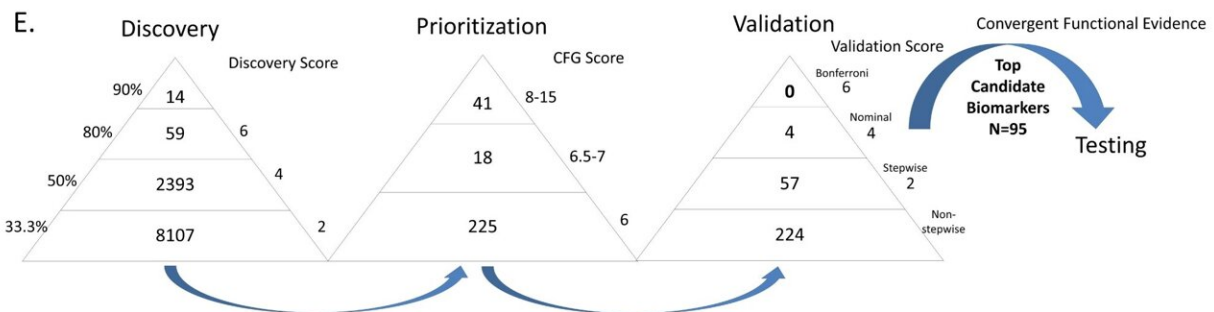 E.
Discovery
Discovery Score
90%
14
80%
59
6
50%
2393
4
33.3%
8107
2
Prioritization
CFG Score
41
8-15
18
6.5-7
225
6
Validation
Validation Score
Bonferroni
6
0
Nominal
4
4
Stepwise
2
57
Non-
stepwise
224
Convergent Functional Evidence
Top
Candidate
Biomarkers
N=95
Testing